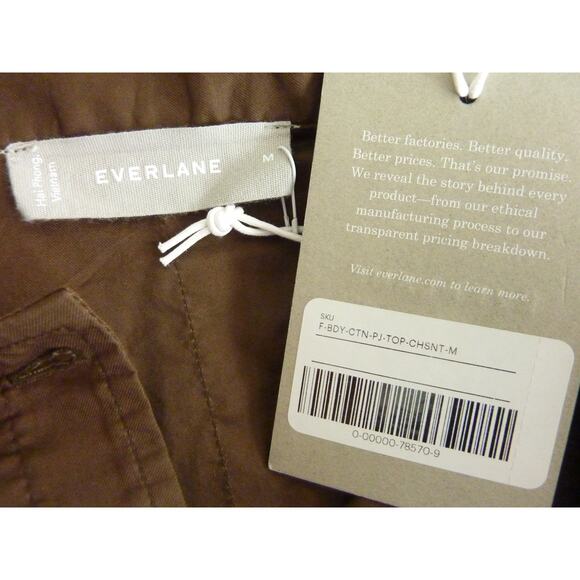 Hai Phong,
Vietnam
EVERLANE
M
Better factories. Better quality.
Better prices. That's our promise.
We reveal the story behind every
product—from our ethical
manufacturing process to our
transparent pricing breakdown.
Visit everlane.com to learn more.
SKU
F-BDY-CTN-PJ-TOP-CHSNT-M
0-00000-78570-9